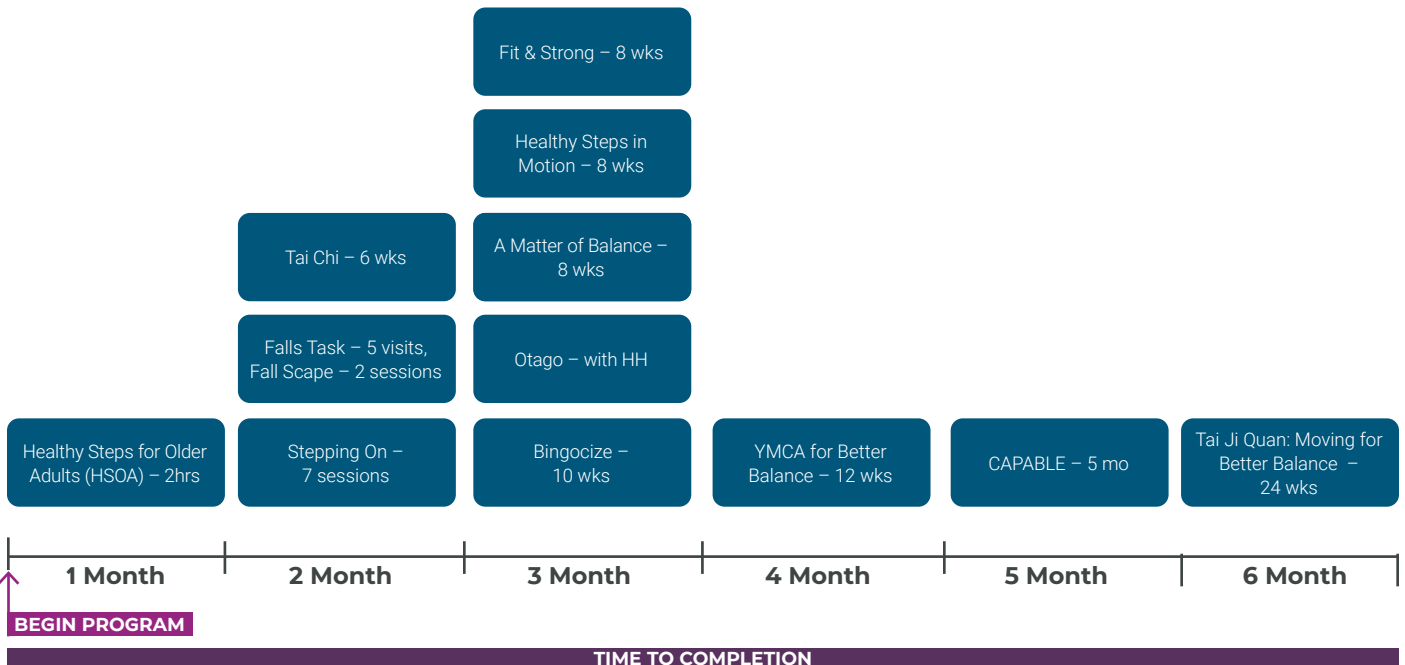 Fit & Strong – 8 wks
Healthy Steps in
Motion – 8 wks
Tai Chi – 6 wks
A Matter of Balance –
8 wks
Falls Task – 5 visits,
Fall Scape – 2 sessions
Otago – with HH
Healthy Steps for Older
Adults (HSOA) – 2hrs
Stepping On –
7 sessions
Bingocize –
10 wks
YMCA for Better
Balance – 12 wks
CAPABLE – 5 mo
Tai Ji Quan: Moving for
Better Balance –
24 wks
1 Month
2 Month
3 Month
4 Month
5 Month
6 Month
BEGIN PROGRAM
TIME TO COMPLETION